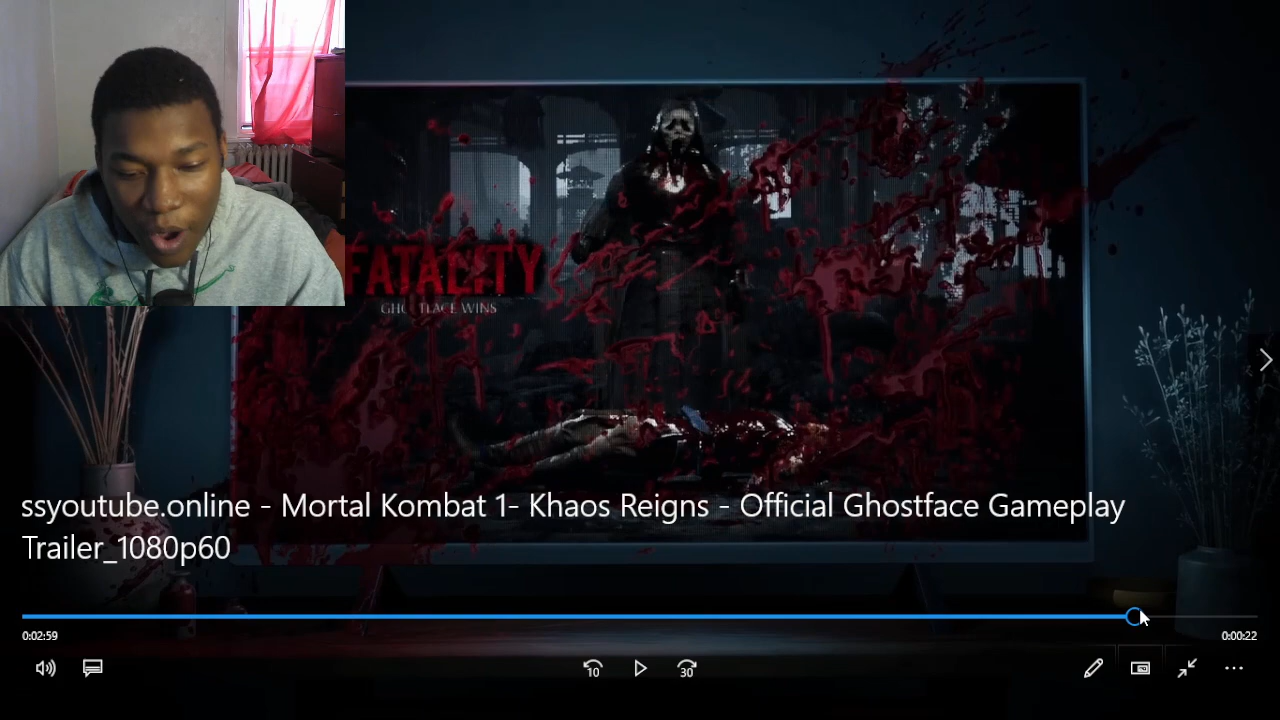 FATALITY
GHOSTFACE WINS
ssyoutube.online - Mortal Kombat 1- Khaos Reigns - Official Ghostface Gameplay
Trailer_1080p60
0:02:59
0:00:22
10
30